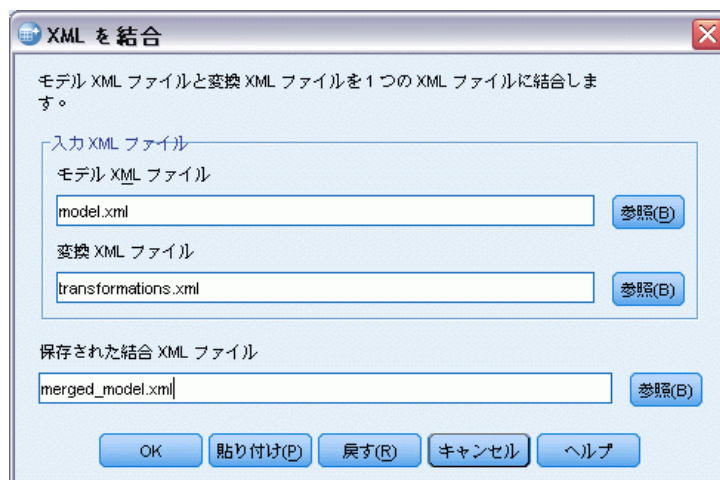 XML を結合
モデル XML ファイルと変換 XML ファイルを 1 つの XML ファイルに結合しま
す。
入力 XML ファイル
モデル XML ファイル
model.xml
参照(B)
変換 XML ファイル
transformations.xml
参照(B)
保存された結合 XML ファイル
merged_model.xml
参照(B)
OK 貼り付け(P) 戻す(R) キャンセル ヘルプ